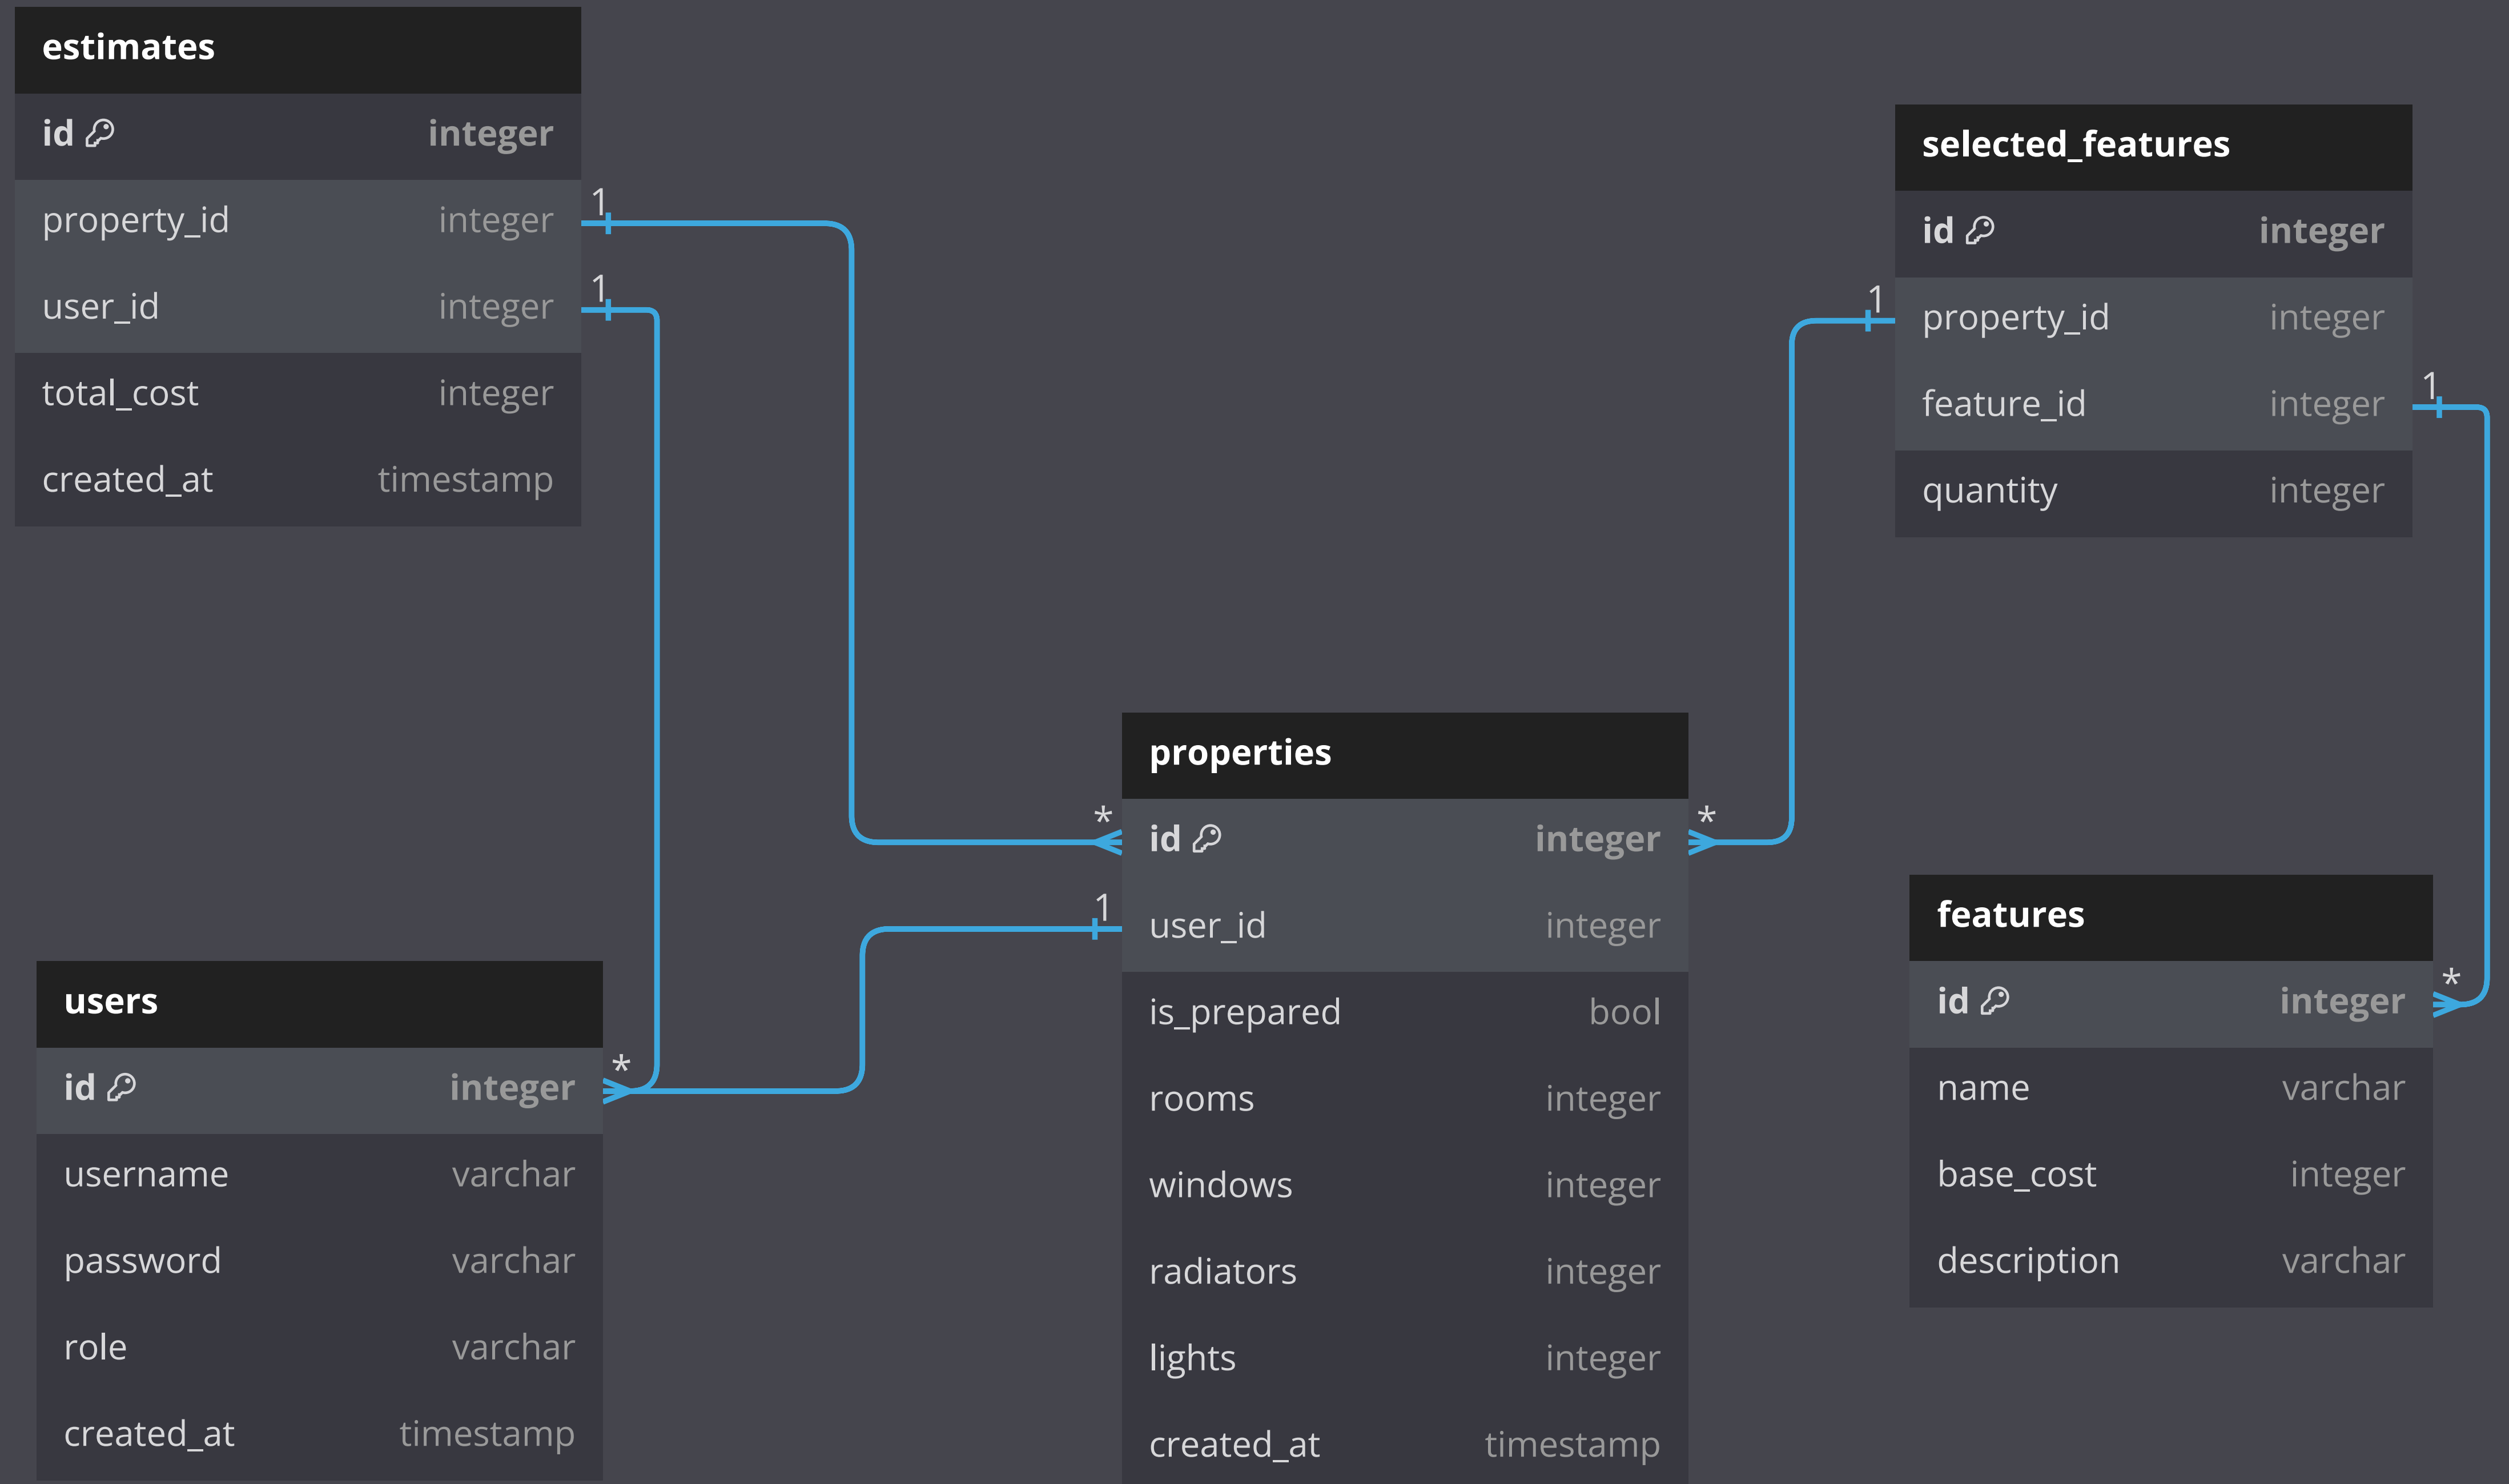 estimates
id integer
property_id integer 1
user_id integer 1
total_cost integer
created_at timestamp
selected_features
id integer
1 property_id integer
feature_id integer 1
quantity integer
properties
* id integer *
1 user_id integer
is_prepared bool
rooms integer
windows integer
radiators integer
lights integer
created_at timestamp
users
id integer *
username varchar
password varchar
role varchar
created_at timestamp
features
id integer *
name varchar
base_cost integer
description varchar